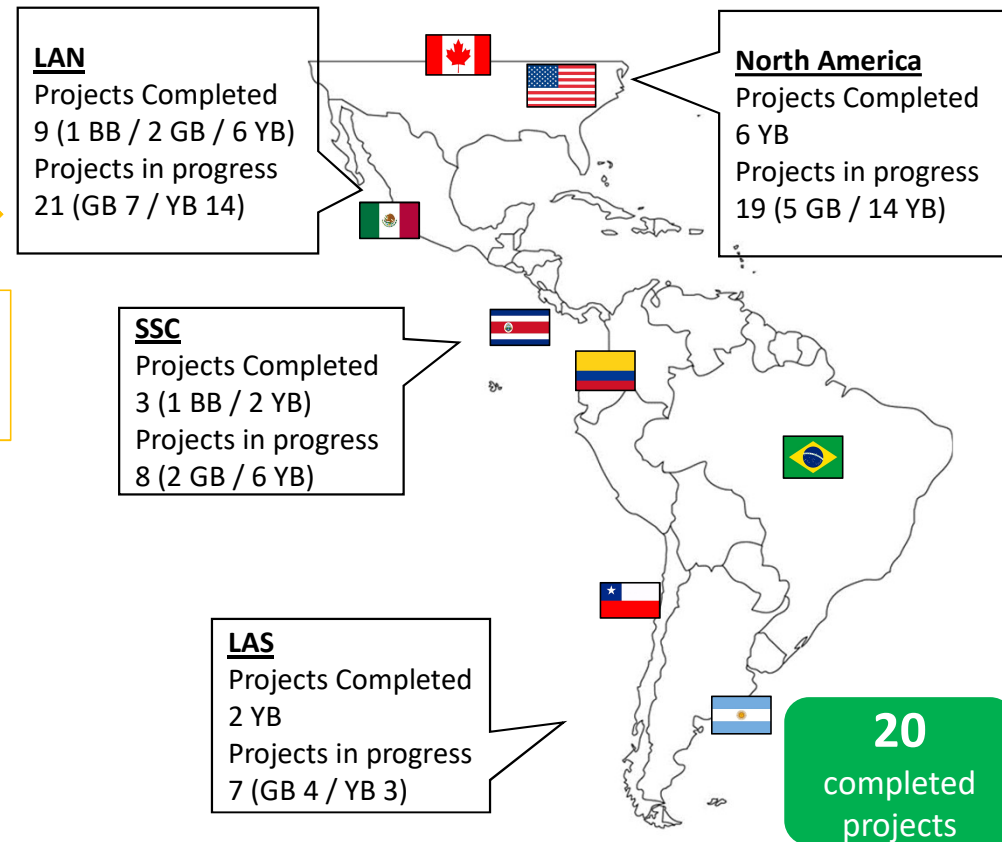 LAN
Projects Completed
9 (1 BB / 2 GB / 6 YB)
Projects in progress
21 (GB 7 / YB 14)
North America
Projects Completed
6 YB
Projects in progress
19 (5 GB / 14 YB)
SSC
Projects Completed
3 (1 BB / 2 YB)
Projects in progress
8 (2 GB / 6 YB)
LAS
Projects Completed
2 YB
Projects in progress
7 (GB 4 / YB 3)
20
completed
projects